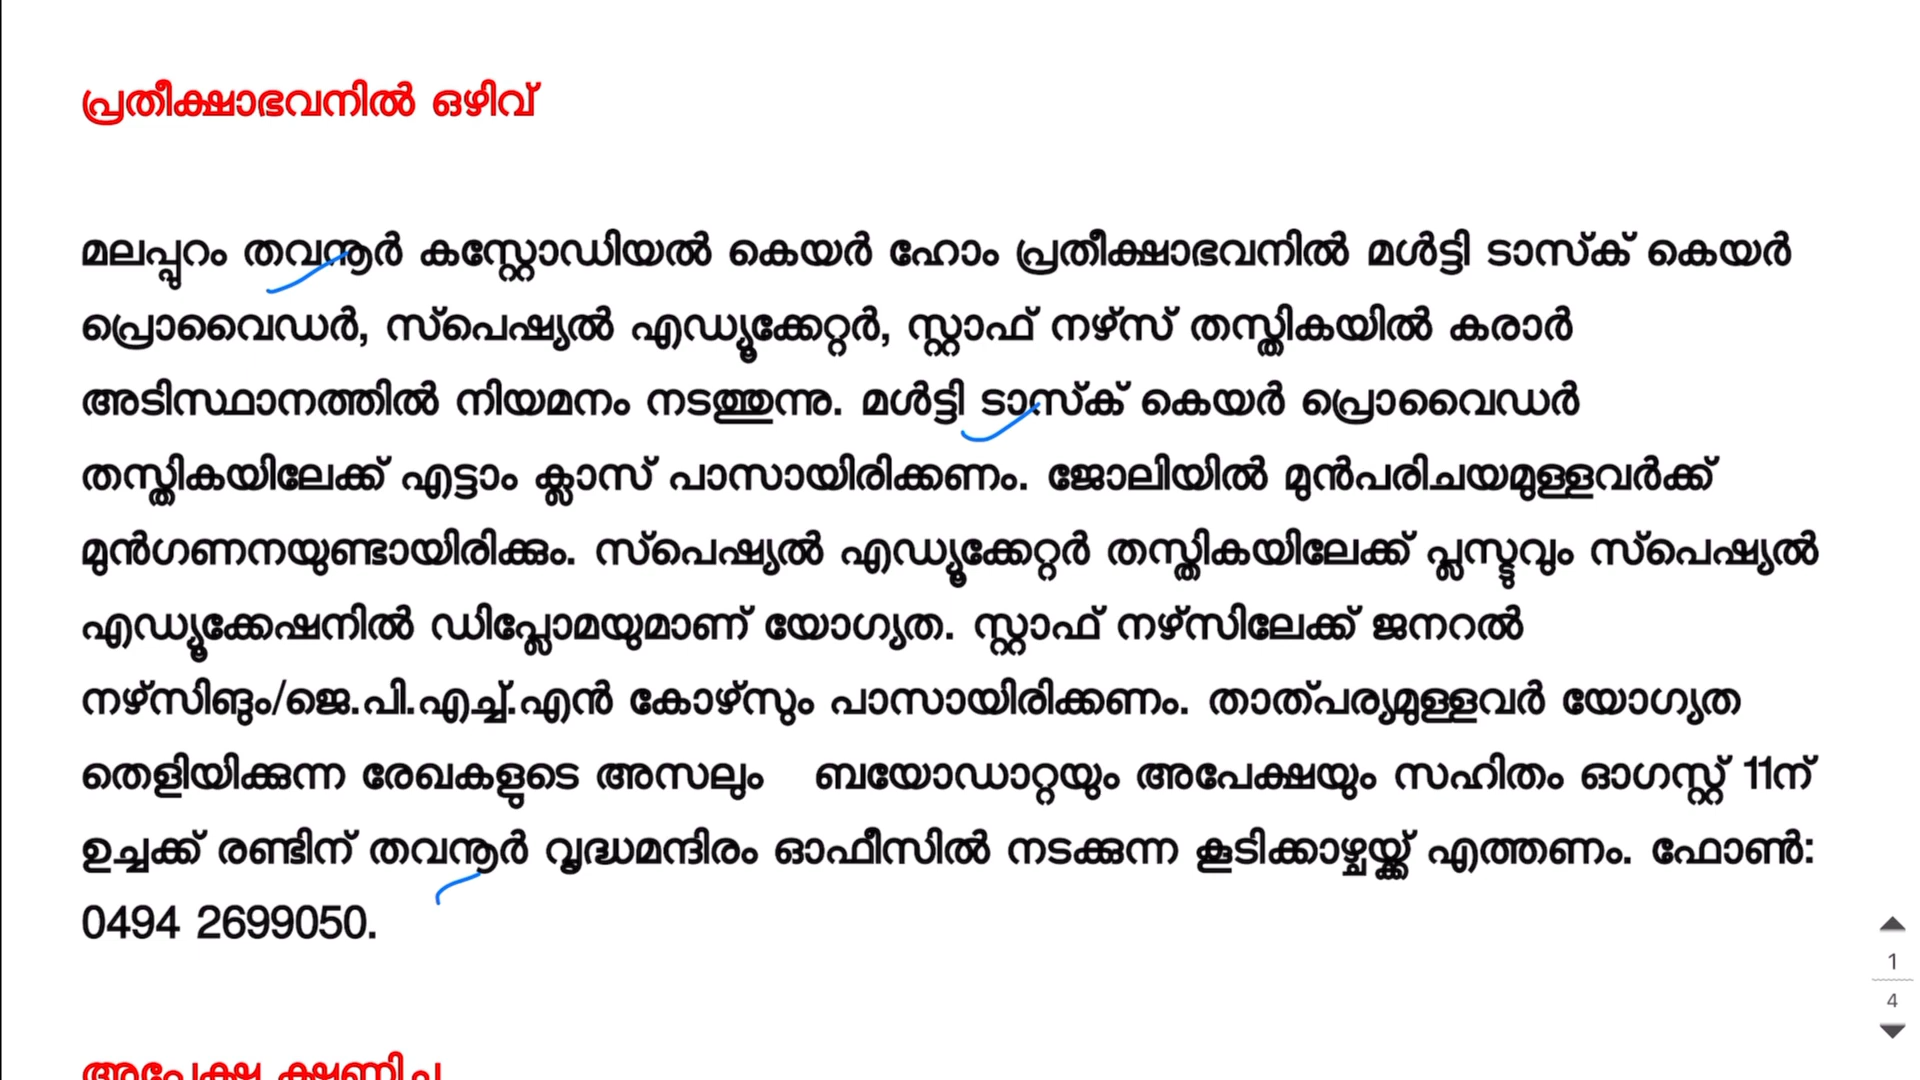 പ്രതീക്ഷാഭവനിൽ ഒഴിവ്
മലപ്പുറം തവനൂർ കസ്റ്റോഡിയൽ കെയർ ഹോം പ്രതീക്ഷാഭവനിൽ മൾട്ടി ടാസ്ക് കെയർ
പ്രൊവൈഡർ, സ്പെഷ്യൽ എഡ്യൂക്കേറ്റർ, സ്റ്റാഫ് നഴ്സ് തസ്തികയിൽ കരാർ
അടിസ്ഥാനത്തിൽ നിയമനം നടത്തുന്നു. മൾട്ടി ടാസ്ക് കെയർ പ്രൊവൈഡർ
തസ്തികയിലേക്ക് എട്ടാം ക്ലാസ് പാസായിരിക്കണം. ജോലിയിൽ മുൻപരിചയമുള്ളവർക്ക്
മുൻഗണനയുണ്ടായിരിക്കും. സ്പെഷ്യൽ എഡ്യൂക്കേറ്റർ തസ്തികയിലേക്ക് പ്ലസ്ടുവും സ്പെഷ്യൽ
എഡ്യൂക്കേഷനിൽ ഡിപ്ലോമയുമാണ് യോഗ്യത. സ്റ്റാഫ് നഴ്സിലേക്ക് ജനറൽ
നഴ്സിങും/ജെ.പി.എച്ച്.എൻ കോഴ്സും പാസായിരിക്കണം. താത്പര്യമുള്ളവർ യോഗ്യത
തെളിയിക്കുന്ന രേഖകളുടെ അസലും ബയോഡാറ്റയും അപേക്ഷയും സഹിതം ഓഗസ്റ്റ് 11ന്
ഉച്ചക്ക് രണ്ടിന് തവനൂർ വൃദ്ധമന്ദിരം ഓഫീസിൽ നടക്കുന്ന കൂടിക്കാഴ്ചയ്ക്ക് എത്തണം. ഫോൺ:
0494 2699050.
1
4
അപേക്ഷ ക്ഷണിച്ചു